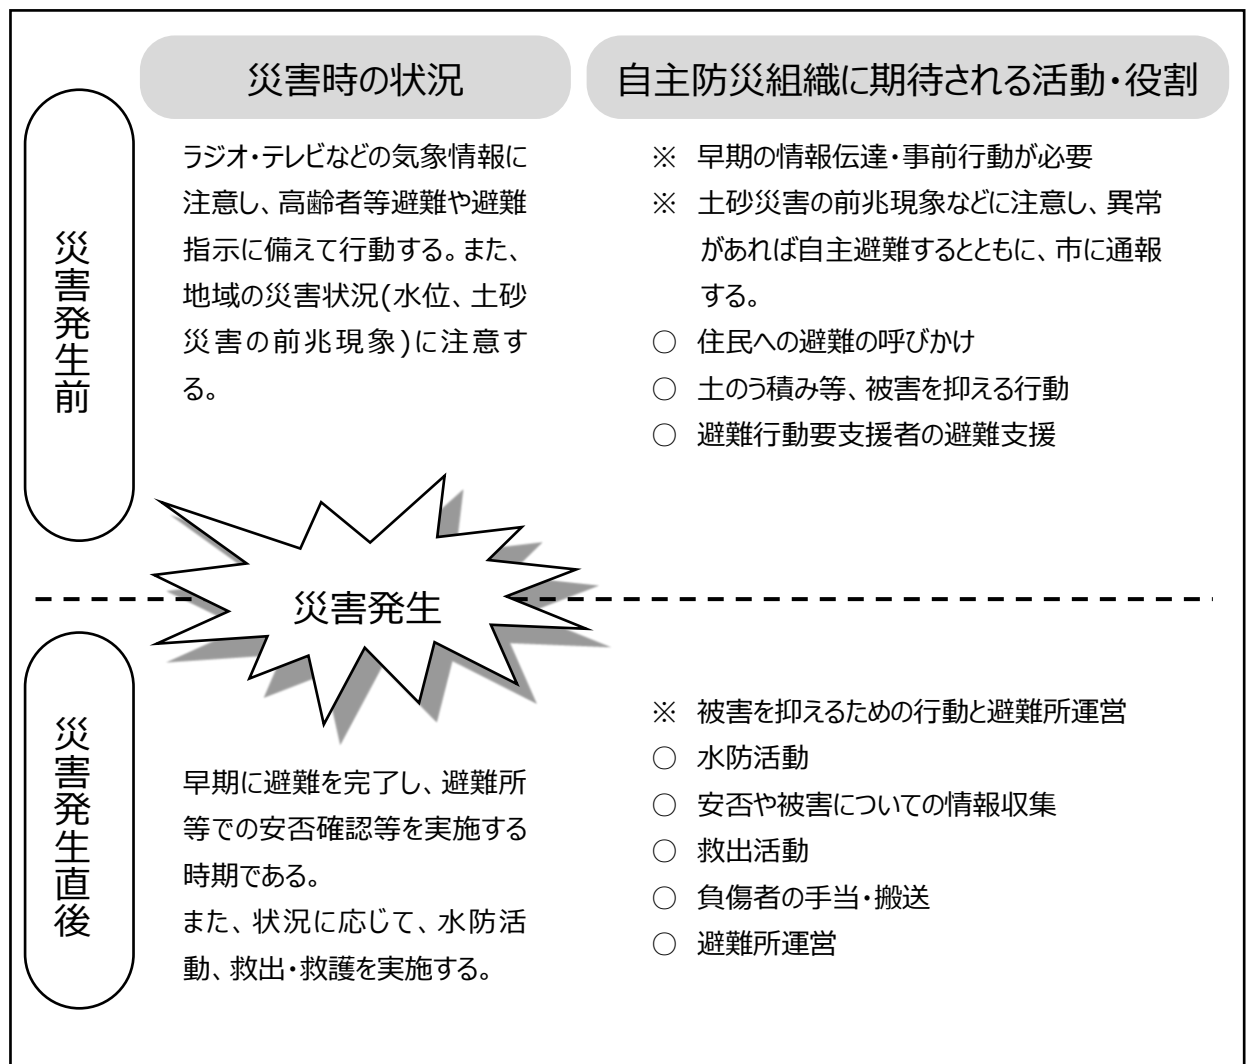 災害時の状況
自主防災組織に期待される活動・役割
災害発生前
ラジオ・テレビなどの気象情報に
注意し、高齢者等避難や避難
指示に備えて行動する。また、
地域の災害状況(水位、土砂
災害の前兆現象)に注意す
る。
※ 早期の情報伝達・事前行動が必要
※ 土砂災害の前兆現象などに注意し、異常
があれば自主避難するとともに、市に通報
する。
○ 住民への避難の呼びかけ
○ 土のう積み等、被害を抑える行動
○ 避難行動要支援者の避難支援
災害発生
災害発生直後
早期に避難を完了し、避難所
等での安否確認等を実施する
時期である。
また、状況に応じて、水防活
動、救出・救護を実施する。
※ 被害を抑えるための行動と避難所運営
○ 水防活動
○ 安否や被害についての情報収集
○ 救出活動
○ 負傷者の手当・搬送
○ 避難所運営